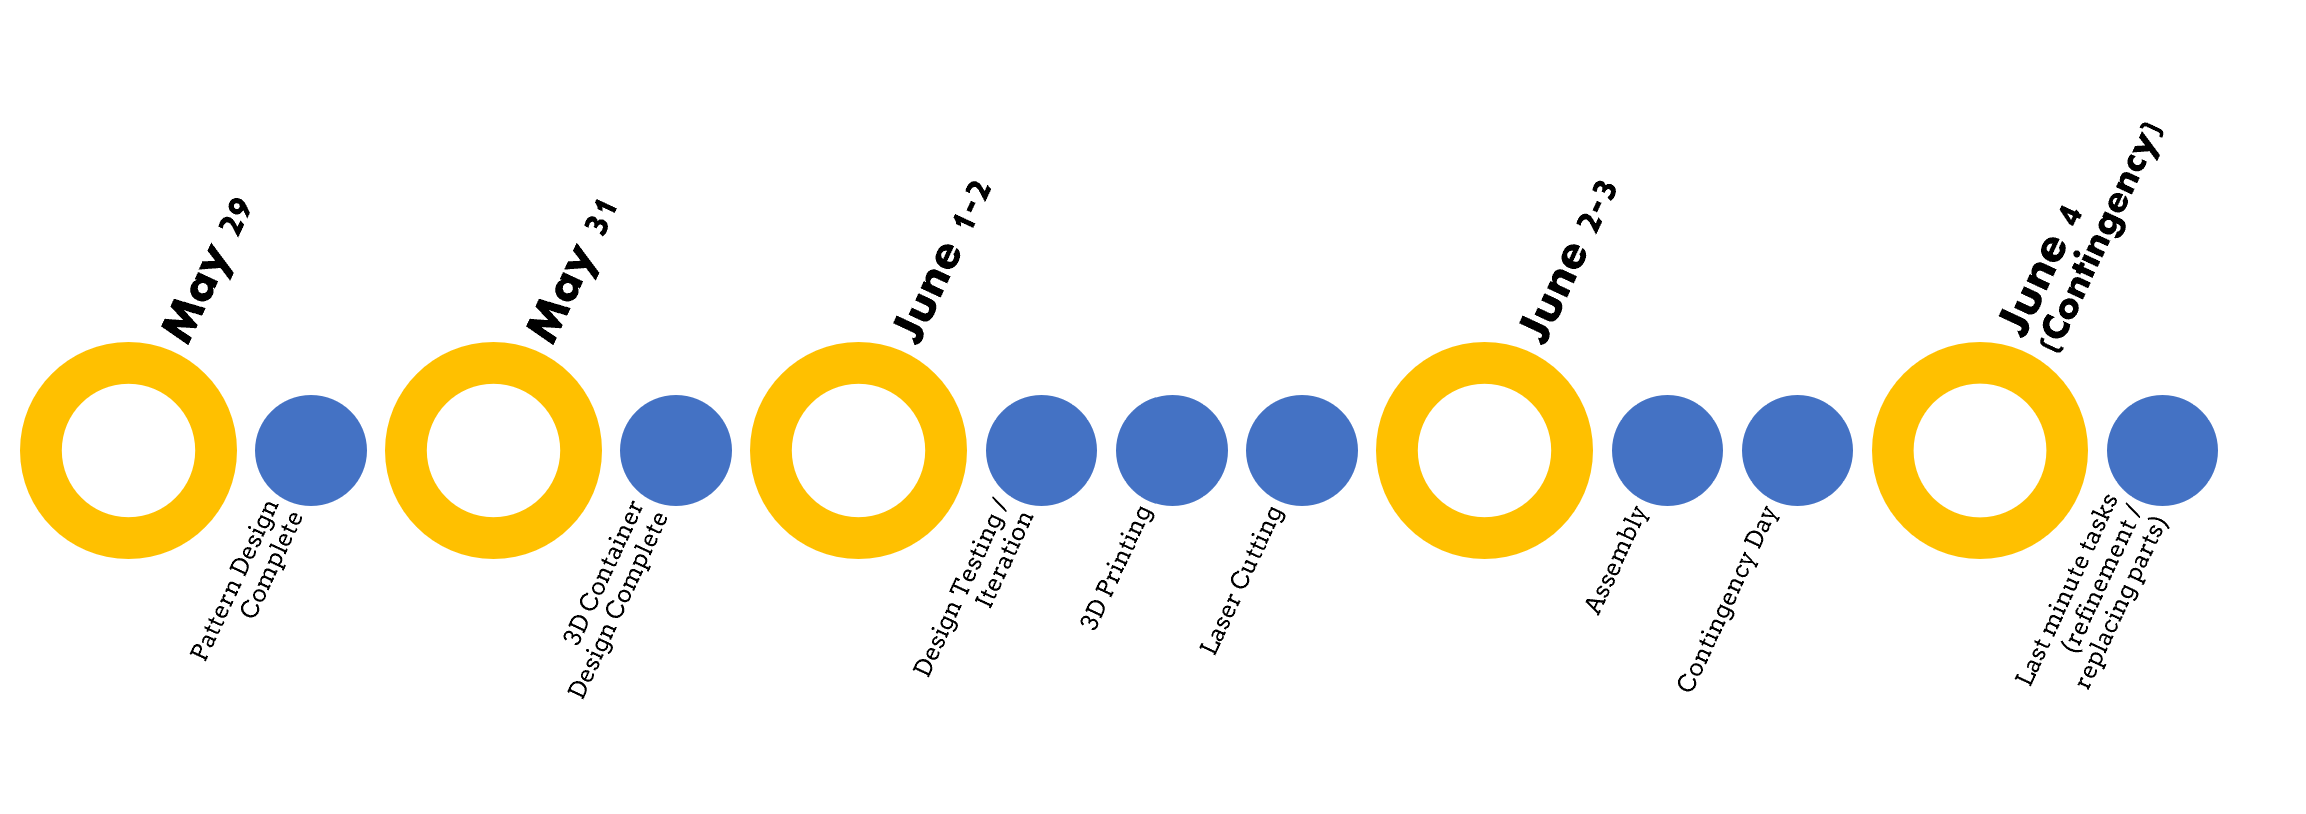 May 29
Pattern Design
Complete
May 31
3D Container
Design Complete
June 1-2
Design Testing /
Iteration
3D Printing
Laser Cutting
June 2-3
Assembly
Contingency Day
June 4
(Contingency)
Last minute tasks
(refinement /
replacing parts)